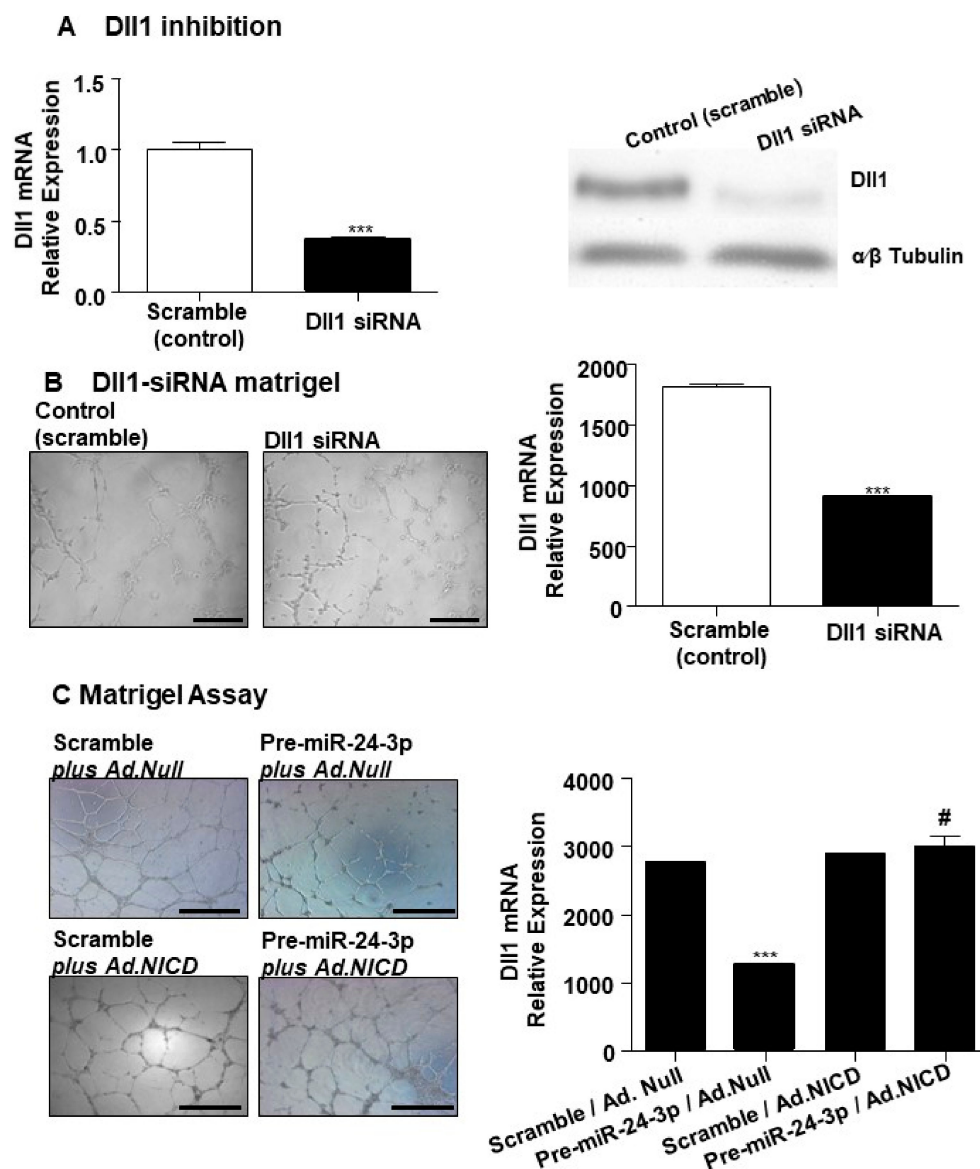 A Dll1 inhibition
Dll1 mRNA
Relative Expression
1.5
1.0
0.5
0.0
***
Scramble
(control)
Dll1 siRNA
Control (scramble)
Dll1 siRNA
Dll1
α/β Tubulin
B Dll1-siRNA matrigel
Control
(scramble)
Dll1 siRNA
Dll1 mRNA
Relative Expression
2000
1500
1000
500
0
***
Scramble
(control)
Dll1 siRNA
C Matrigel Assay
Scramble
plus Ad.Null
Pre-miR-24-3p
plus Ad.Null
Scramble
plus Ad.NICD
Pre-miR-24-3p
plus Ad.NICD
Dll1 mRNA
Relative Expression
4000
3000
2000
1000
0
***
#
Scramble / Ad. Null
Pre-miR-24-3p / Ad.Null
Scramble / Ad.NICD
Pre-miR-24-3p / Ad.NICD